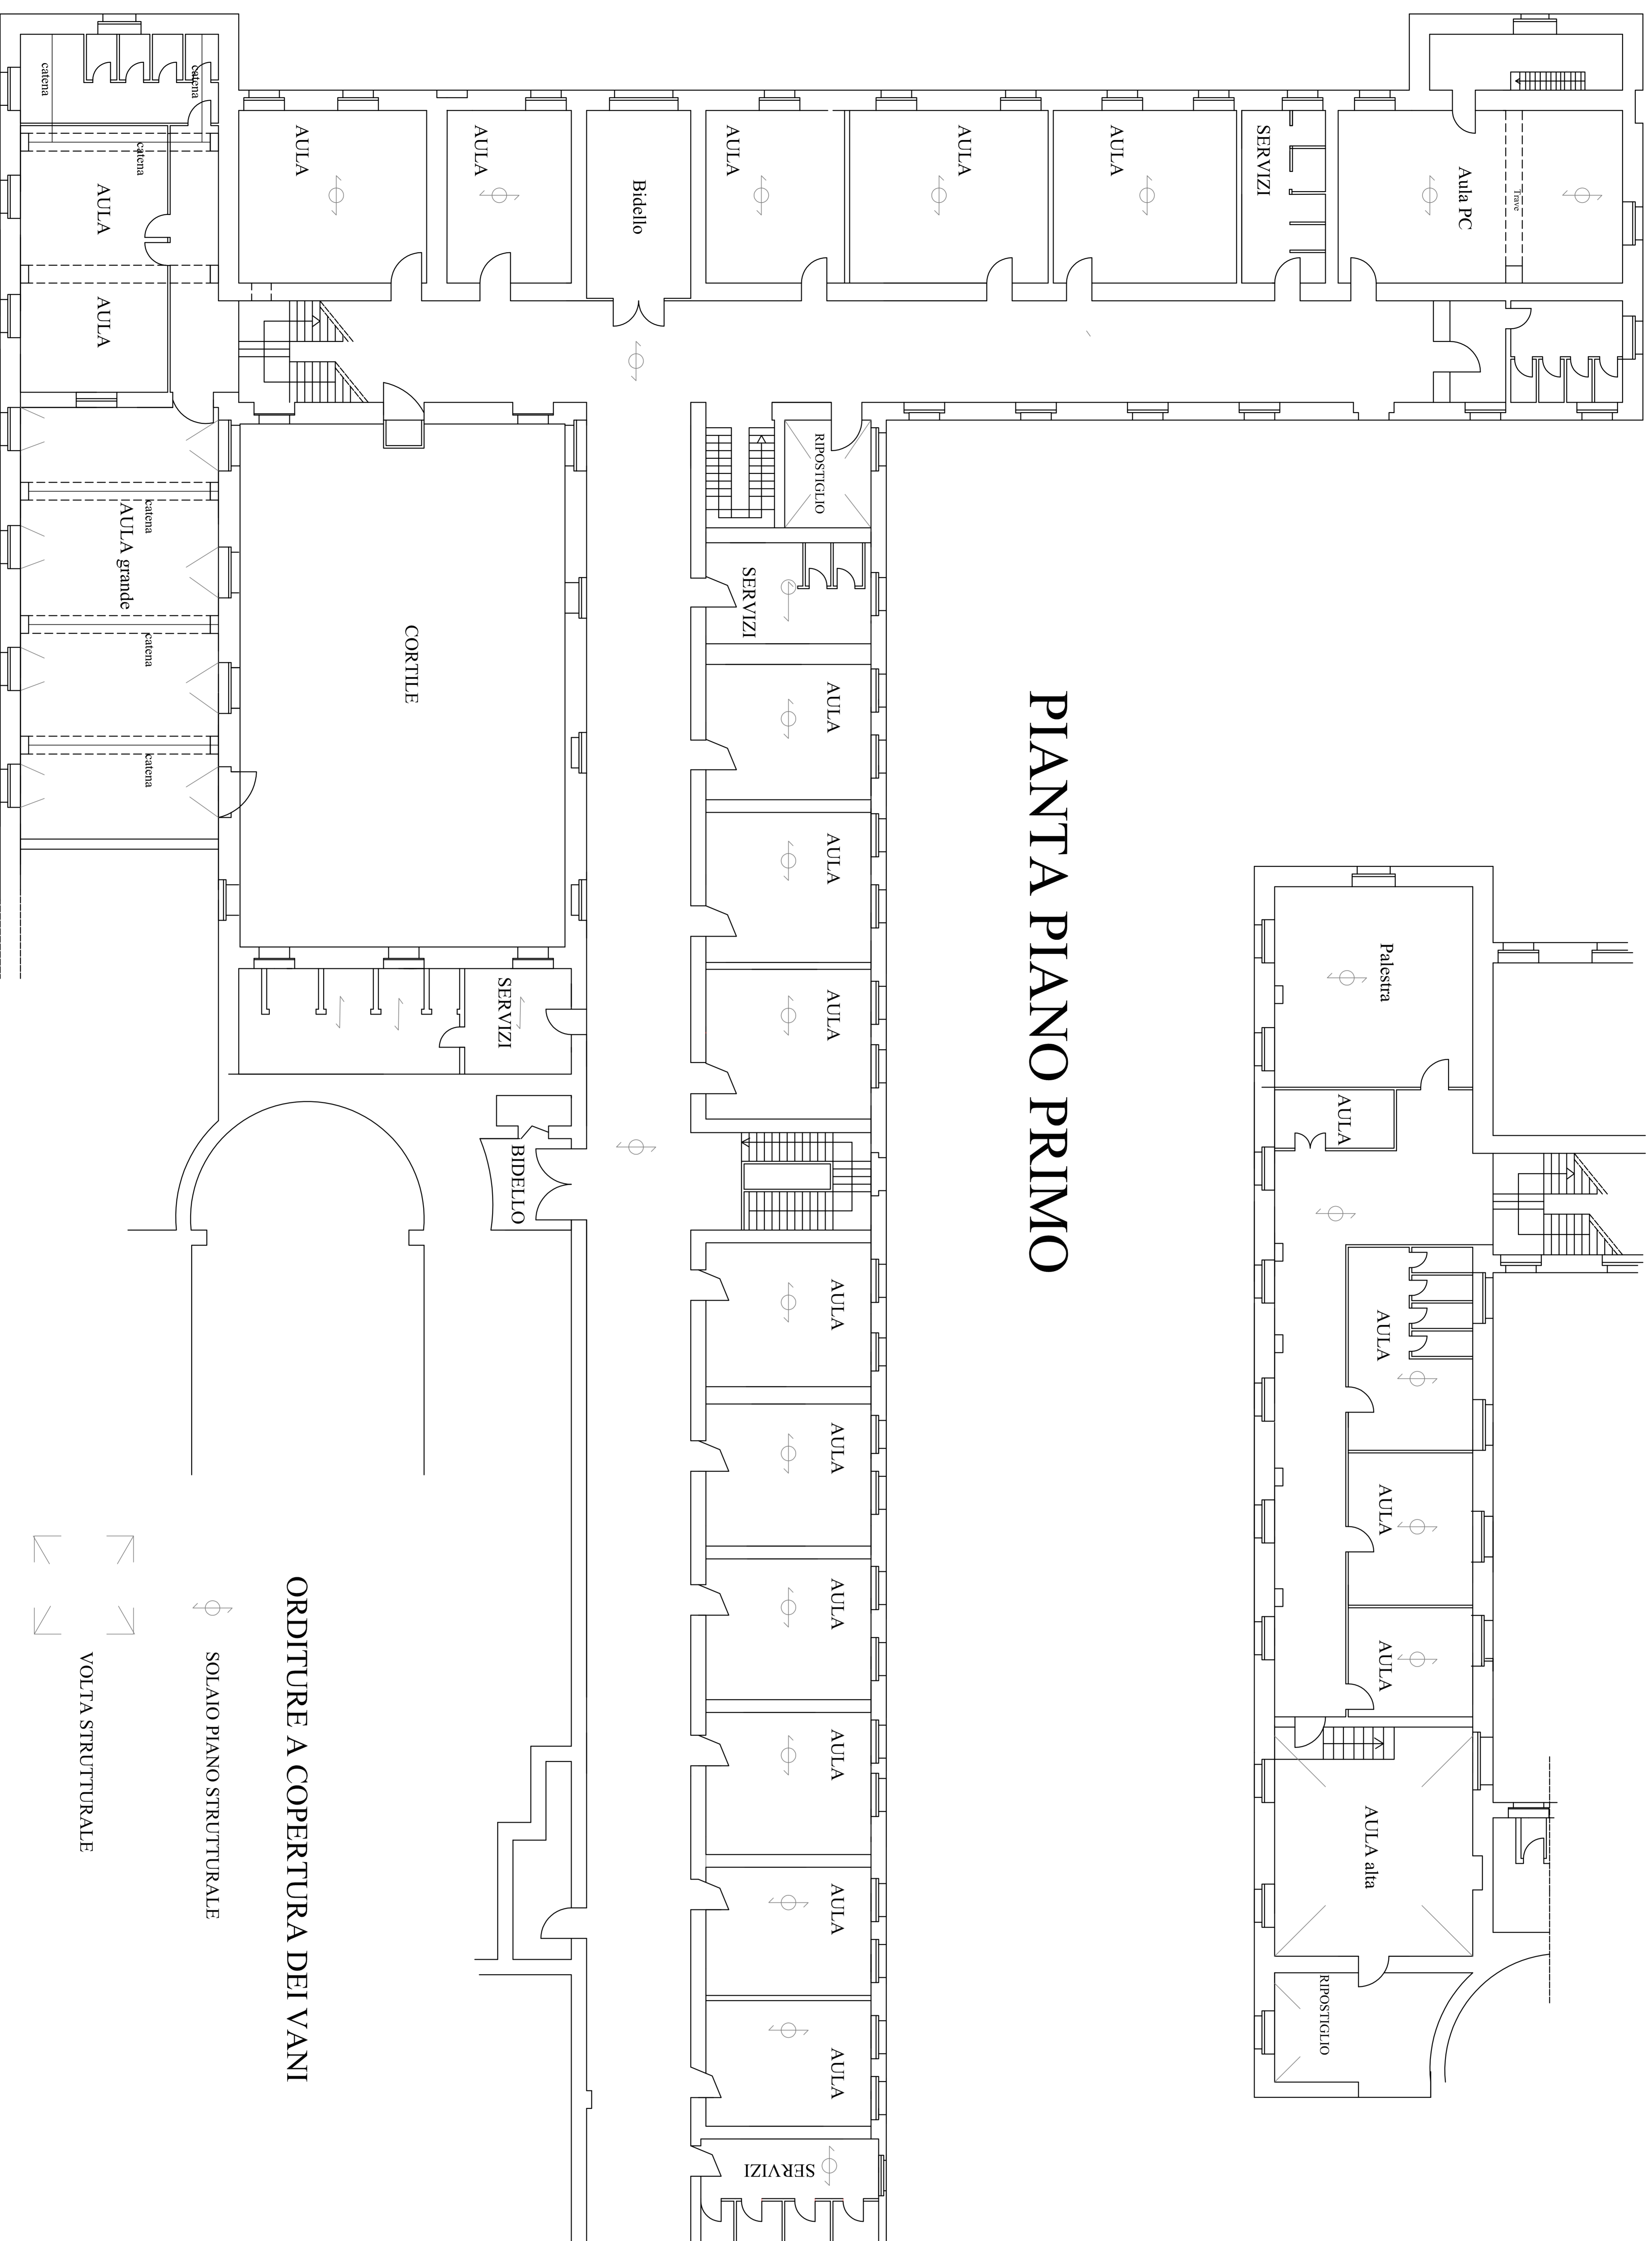 Trave
Aula PC
Palestra
AULA
AULA
AULA
AULA
AULA alta
RIPOSTIGLIO
SERVIZI
AULA
PIANTA PIANO PRIMO
AULA
AULA
RIPOSTIGLIO
SERVIZI
AULA
AULA
AULA
AULA
AULA
AULA
AULA
AULA
AULA
SERVIZI
Bidello
AULA
SERVIZI
BIDELLO
CORTILE
AULA
ORDITURE A COPERTURA DEI VANI
SOLAIO PIANO STRUTTURALE
VOLTA STRUTTURALE
catena
catena
catena
AULA
AULA
catena
catena
catena
AULA grande